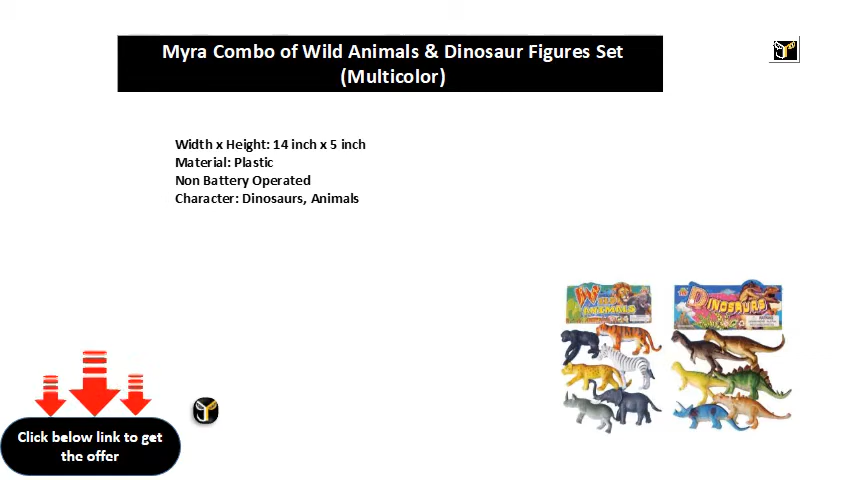 Myra Combo of Wild Animals & Dinosaur Figures Set
(Multicolor)
Width x Height: 14 inch x 5 inch
Material: Plastic
Non Battery Operated
Character: Dinosaurs, Animals
WILD
ANIMALS
DINOSAURS
Click below link to get
the offer